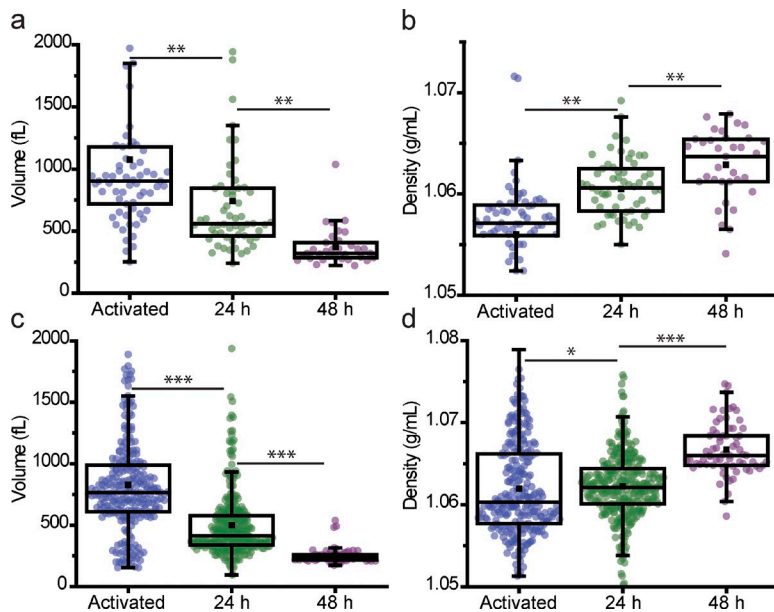 a
Volume (fL)
2000
1500
1000
500
0
**
**
Activated
24 h
48 h
b
Density (g/mL)
1.07
1.06
1.05
**
**
Activated
24 h
48 h
c
Volume (fL)
2000
1500
1000
500
0
***
***
Activated
24 h
48 h
d
Density (g/mL)
1.08
1.07
1.06
1.05
*
***
Activated
24 h
48 h